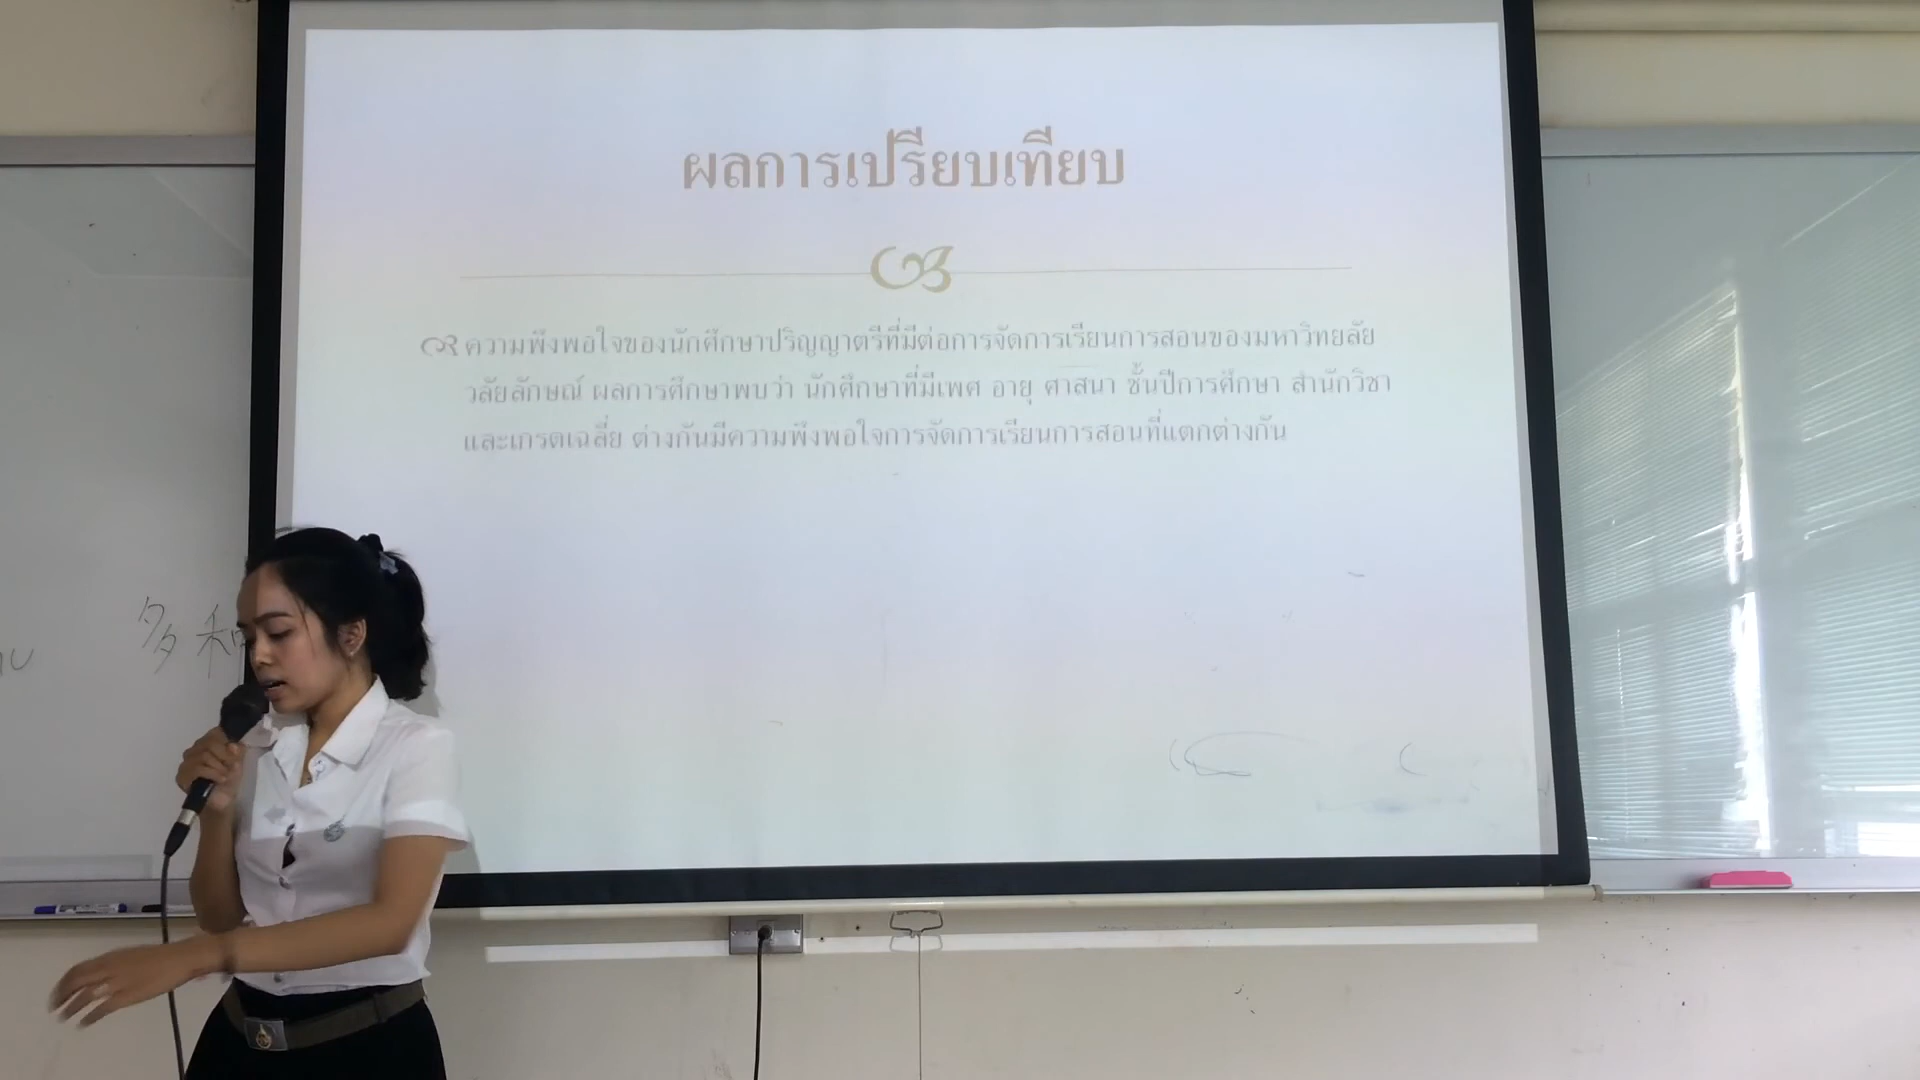 ผลการเปรียบเทียบ
ความพึงพอใจของนักศึกษาปริญญาตรีที่มีต่อการจัดการเรียนการสอนของมหาวิทยลัย
วลัยลักษณ์ ผลการศึกษาพบว่า นักศึกษาที่มีเพศ อายุ ศาสนา ชั้นปีการศึกษา สำนักวิชา
และเกรดเฉลี่ย ต่างกันมีความพึงพอใจการจัดการเรียนการสอนที่แตกต่างกัน
多和